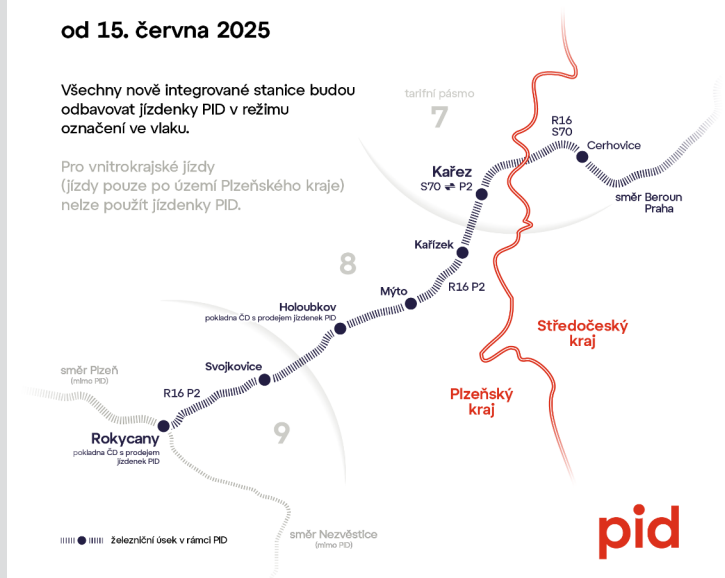 od 15. června 2025
Všechny nově integrované stanice budou
odbavovat jízdenky PID v režimu
označení ve vlaku.
Pro vnitrokrajské jízdy
(jízdy pouze po území Plzeňského kraje)
nelze použít jízdenky PID.
tarifní pásmo
7
R16
S70
Cerhovice
Kařez
S70 ⇌ P2
směr Beroun
Praha
Kařízek
8
R16 P2
Mýto
Holoubkov
pokladna ČD s prodejem jízdenek PID
Středočeský
kraj
Svojkovice
směr Plzeň
(mimo PID)
R16 P2
Plzeňský
kraj
9
Rokycany
pokladna ČD s prodejem
jízdenek PID
železniční úsek v rámci PID
směr Nezvěstice
(mimo PID)
pid